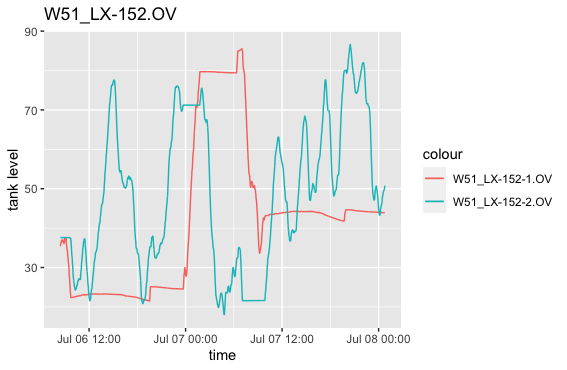 W51_LX-152.OV
90
70
50
30
tank level
Jul 06 12:00 Jul 07 00:00 Jul 07 12:00 Jul 08 00:00
time
colour
W51_LX-152-1.OV
W51_LX-152-2.OV